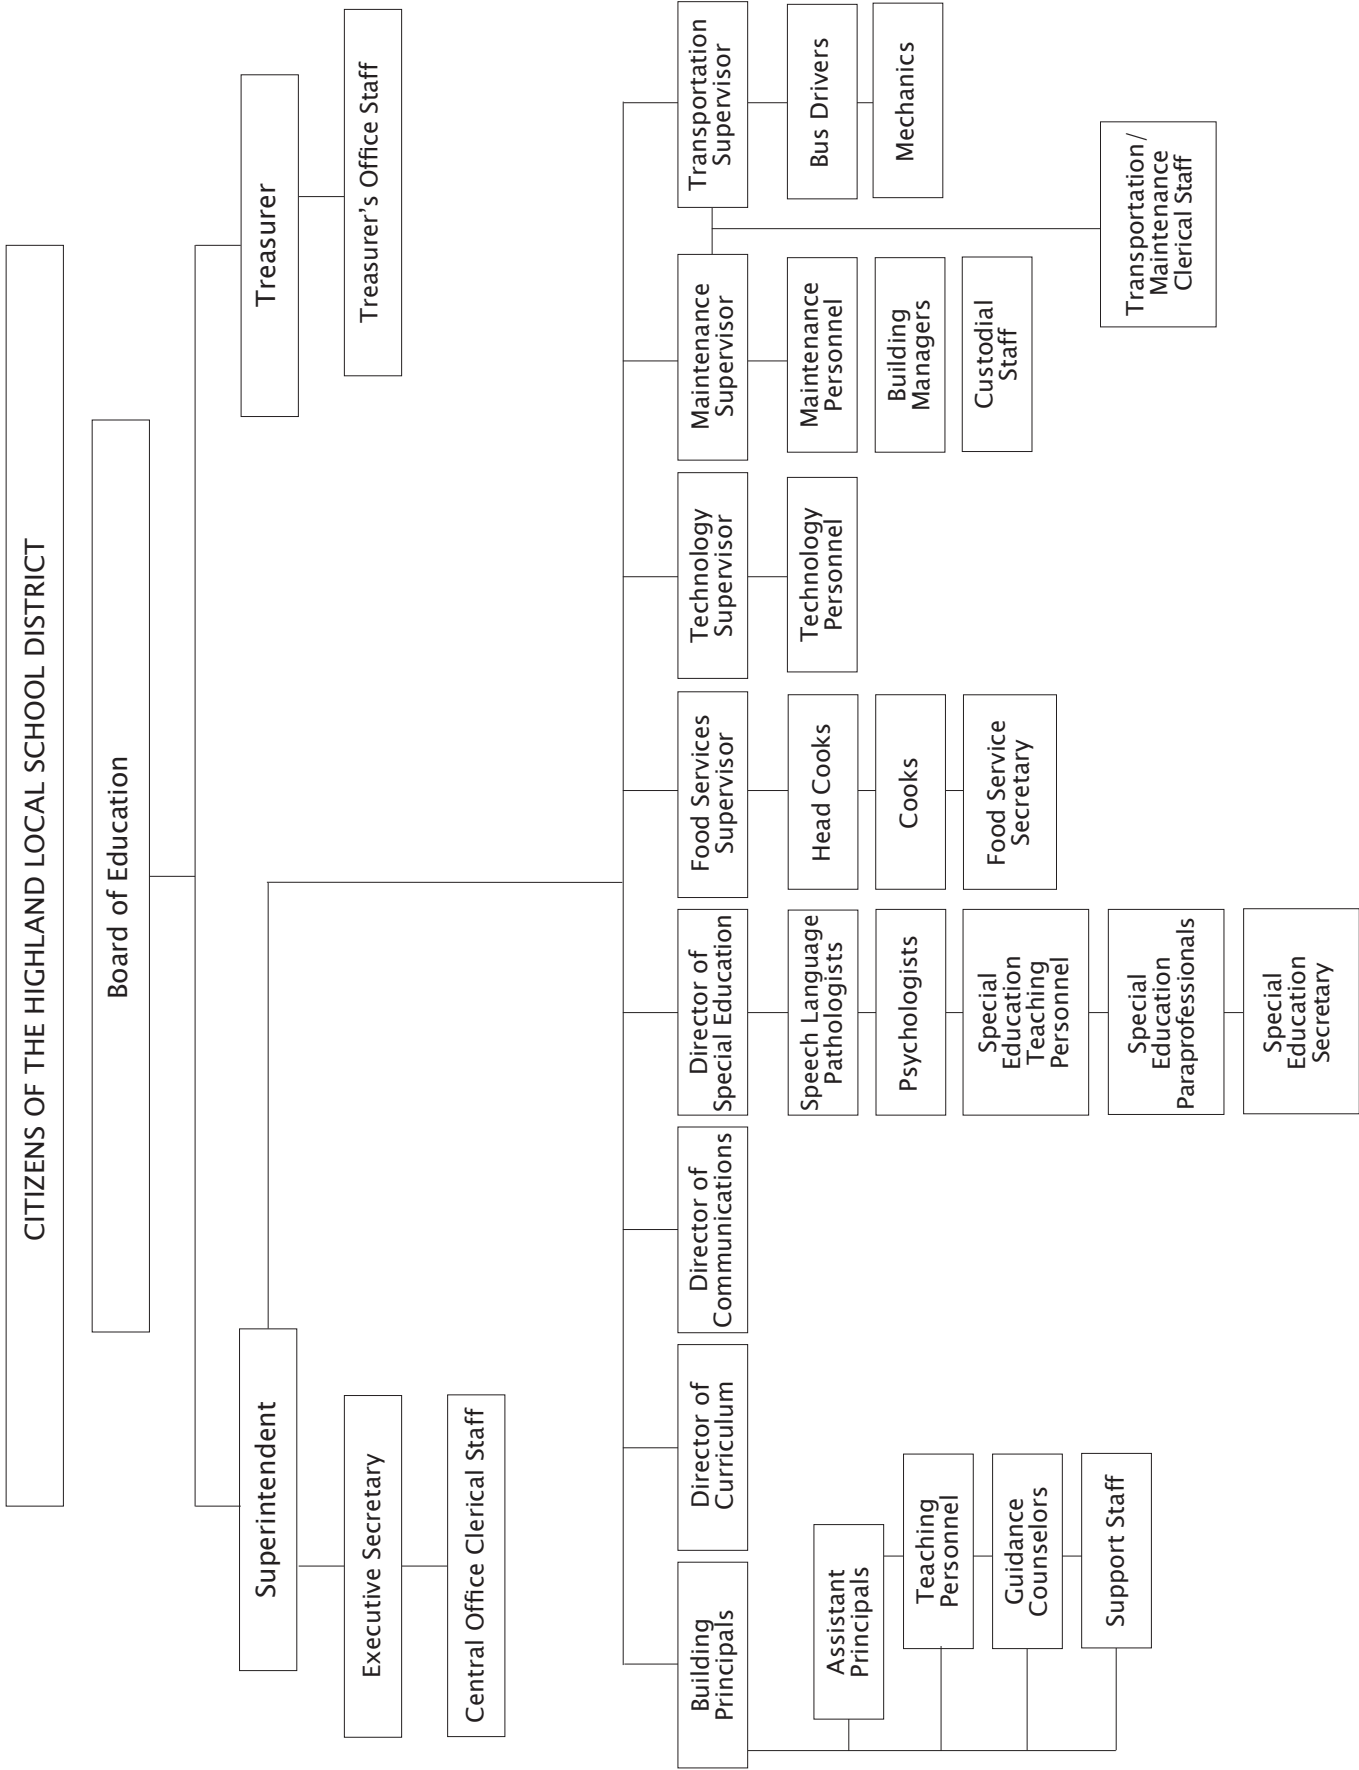 CITIZENS OF THE HIGHLAND LOCAL SCHOOL DISTRICT
Board of Education
Superintendent
Treasurer
Executive Secretary
Treasurer's Office Staff
Central Office Clerical Staff
Building
Principals
Director of
Curriculum
Director of
Communications
Director of
Special Education
Food Services
Supervisor
Technology
Supervisor
Maintenance
Supervisor
Transportation
Supervisor
Assistant
Principals
Teaching
Personnel
Guidance
Counselors
Support Staff
Speech Language
Pathologists
Psychologists
Special
Education
Teaching
Personnel
Special
Education
Paraprofessionals
Special
Education
Secretary
Head Cooks
Cooks
Food Service
Secretary
Technology
Personnel
Maintenance
Personnel
Building
Managers
Custodial
Staff
Bus Drivers
Mechanics
Transportation/
Maintenance
Clerical Staff